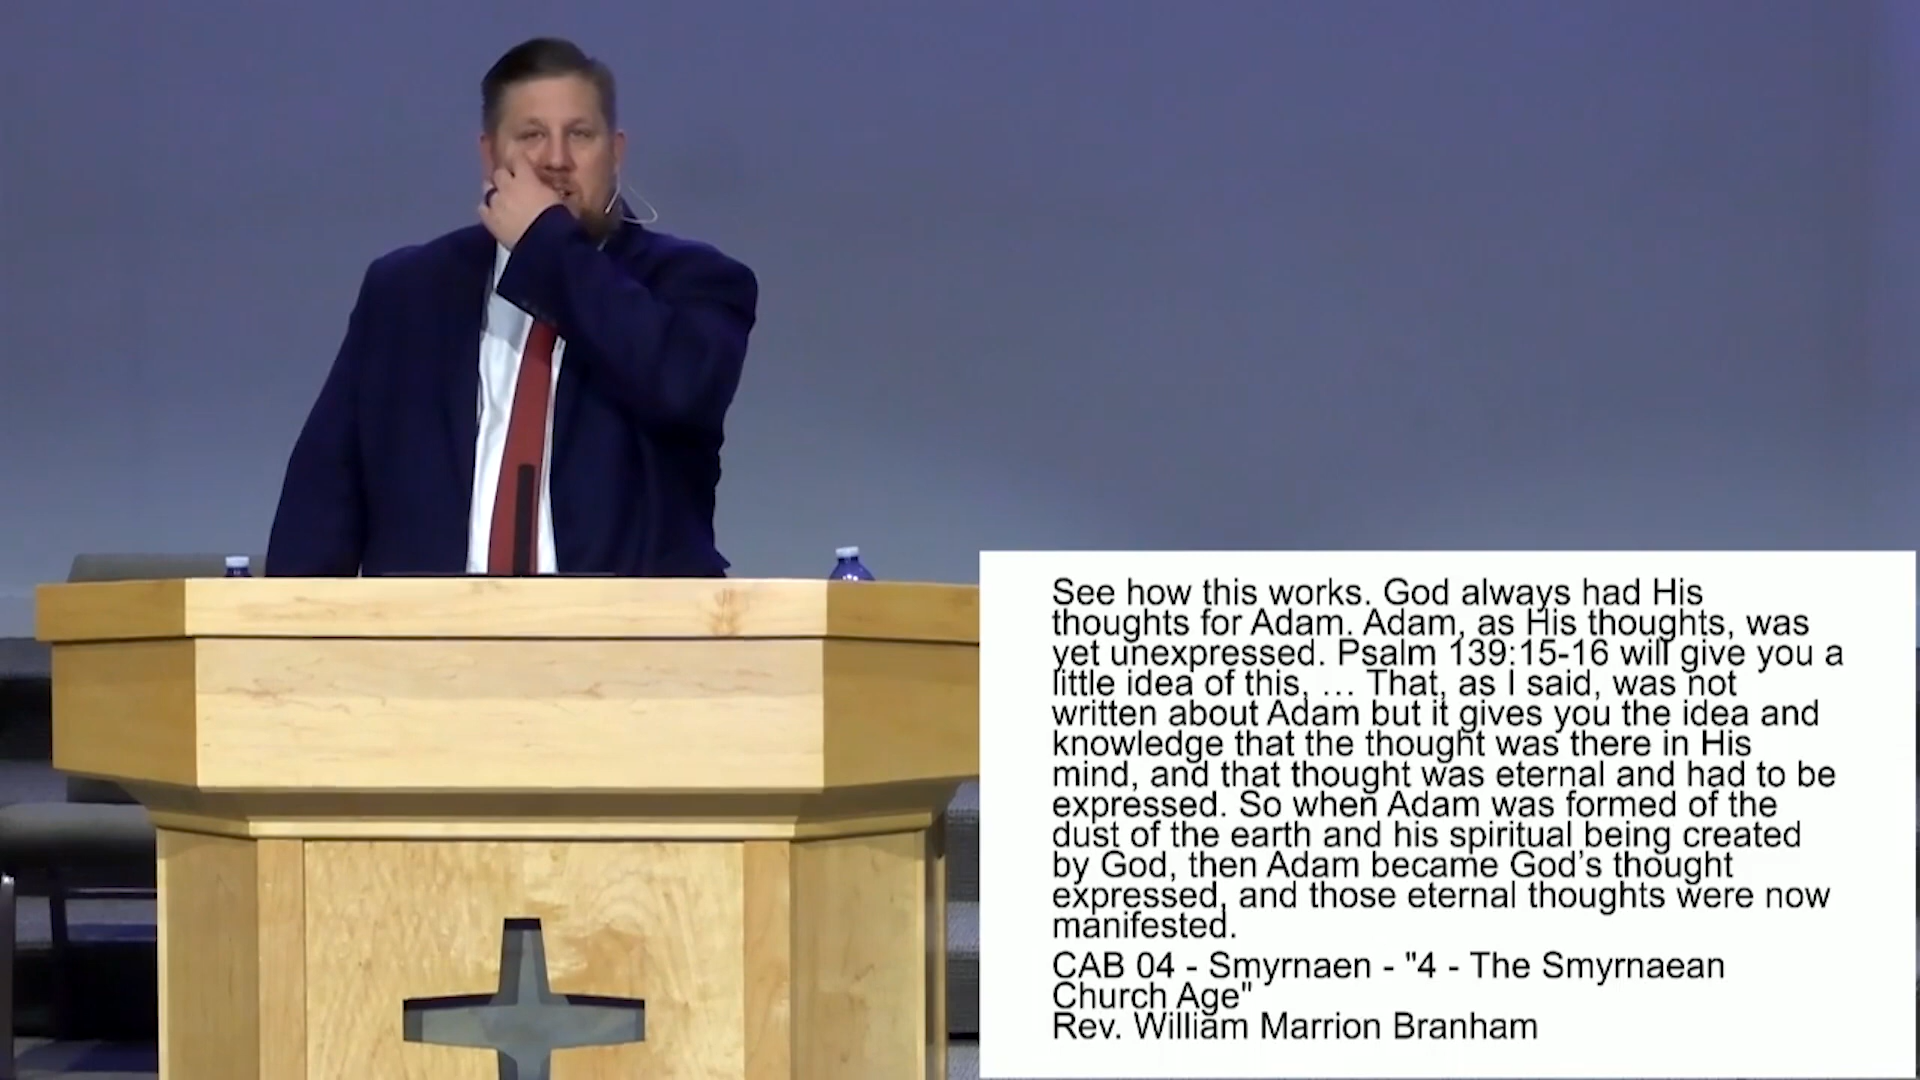 See how this works. God always had His
thoughts for Adam. Adam, as His thoughts, was
yet unexpressed. Psalm 139:15-16 will give you a
little idea of this, … That, as I said, was not
written about Adam but it gives you the idea and
knowledge that the thought was there in His
mind, and that thought was eternal and had to be
expressed. So when Adam was formed of the
dust of the earth and his spiritual being created
by God, then Adam became God’s thought
expressed, and those eternal thoughts were now
manifested.
CAB 04 - Smyrnaen - "4 - The Smyrnaean
Church Age"
Rev. William Marrion Branham